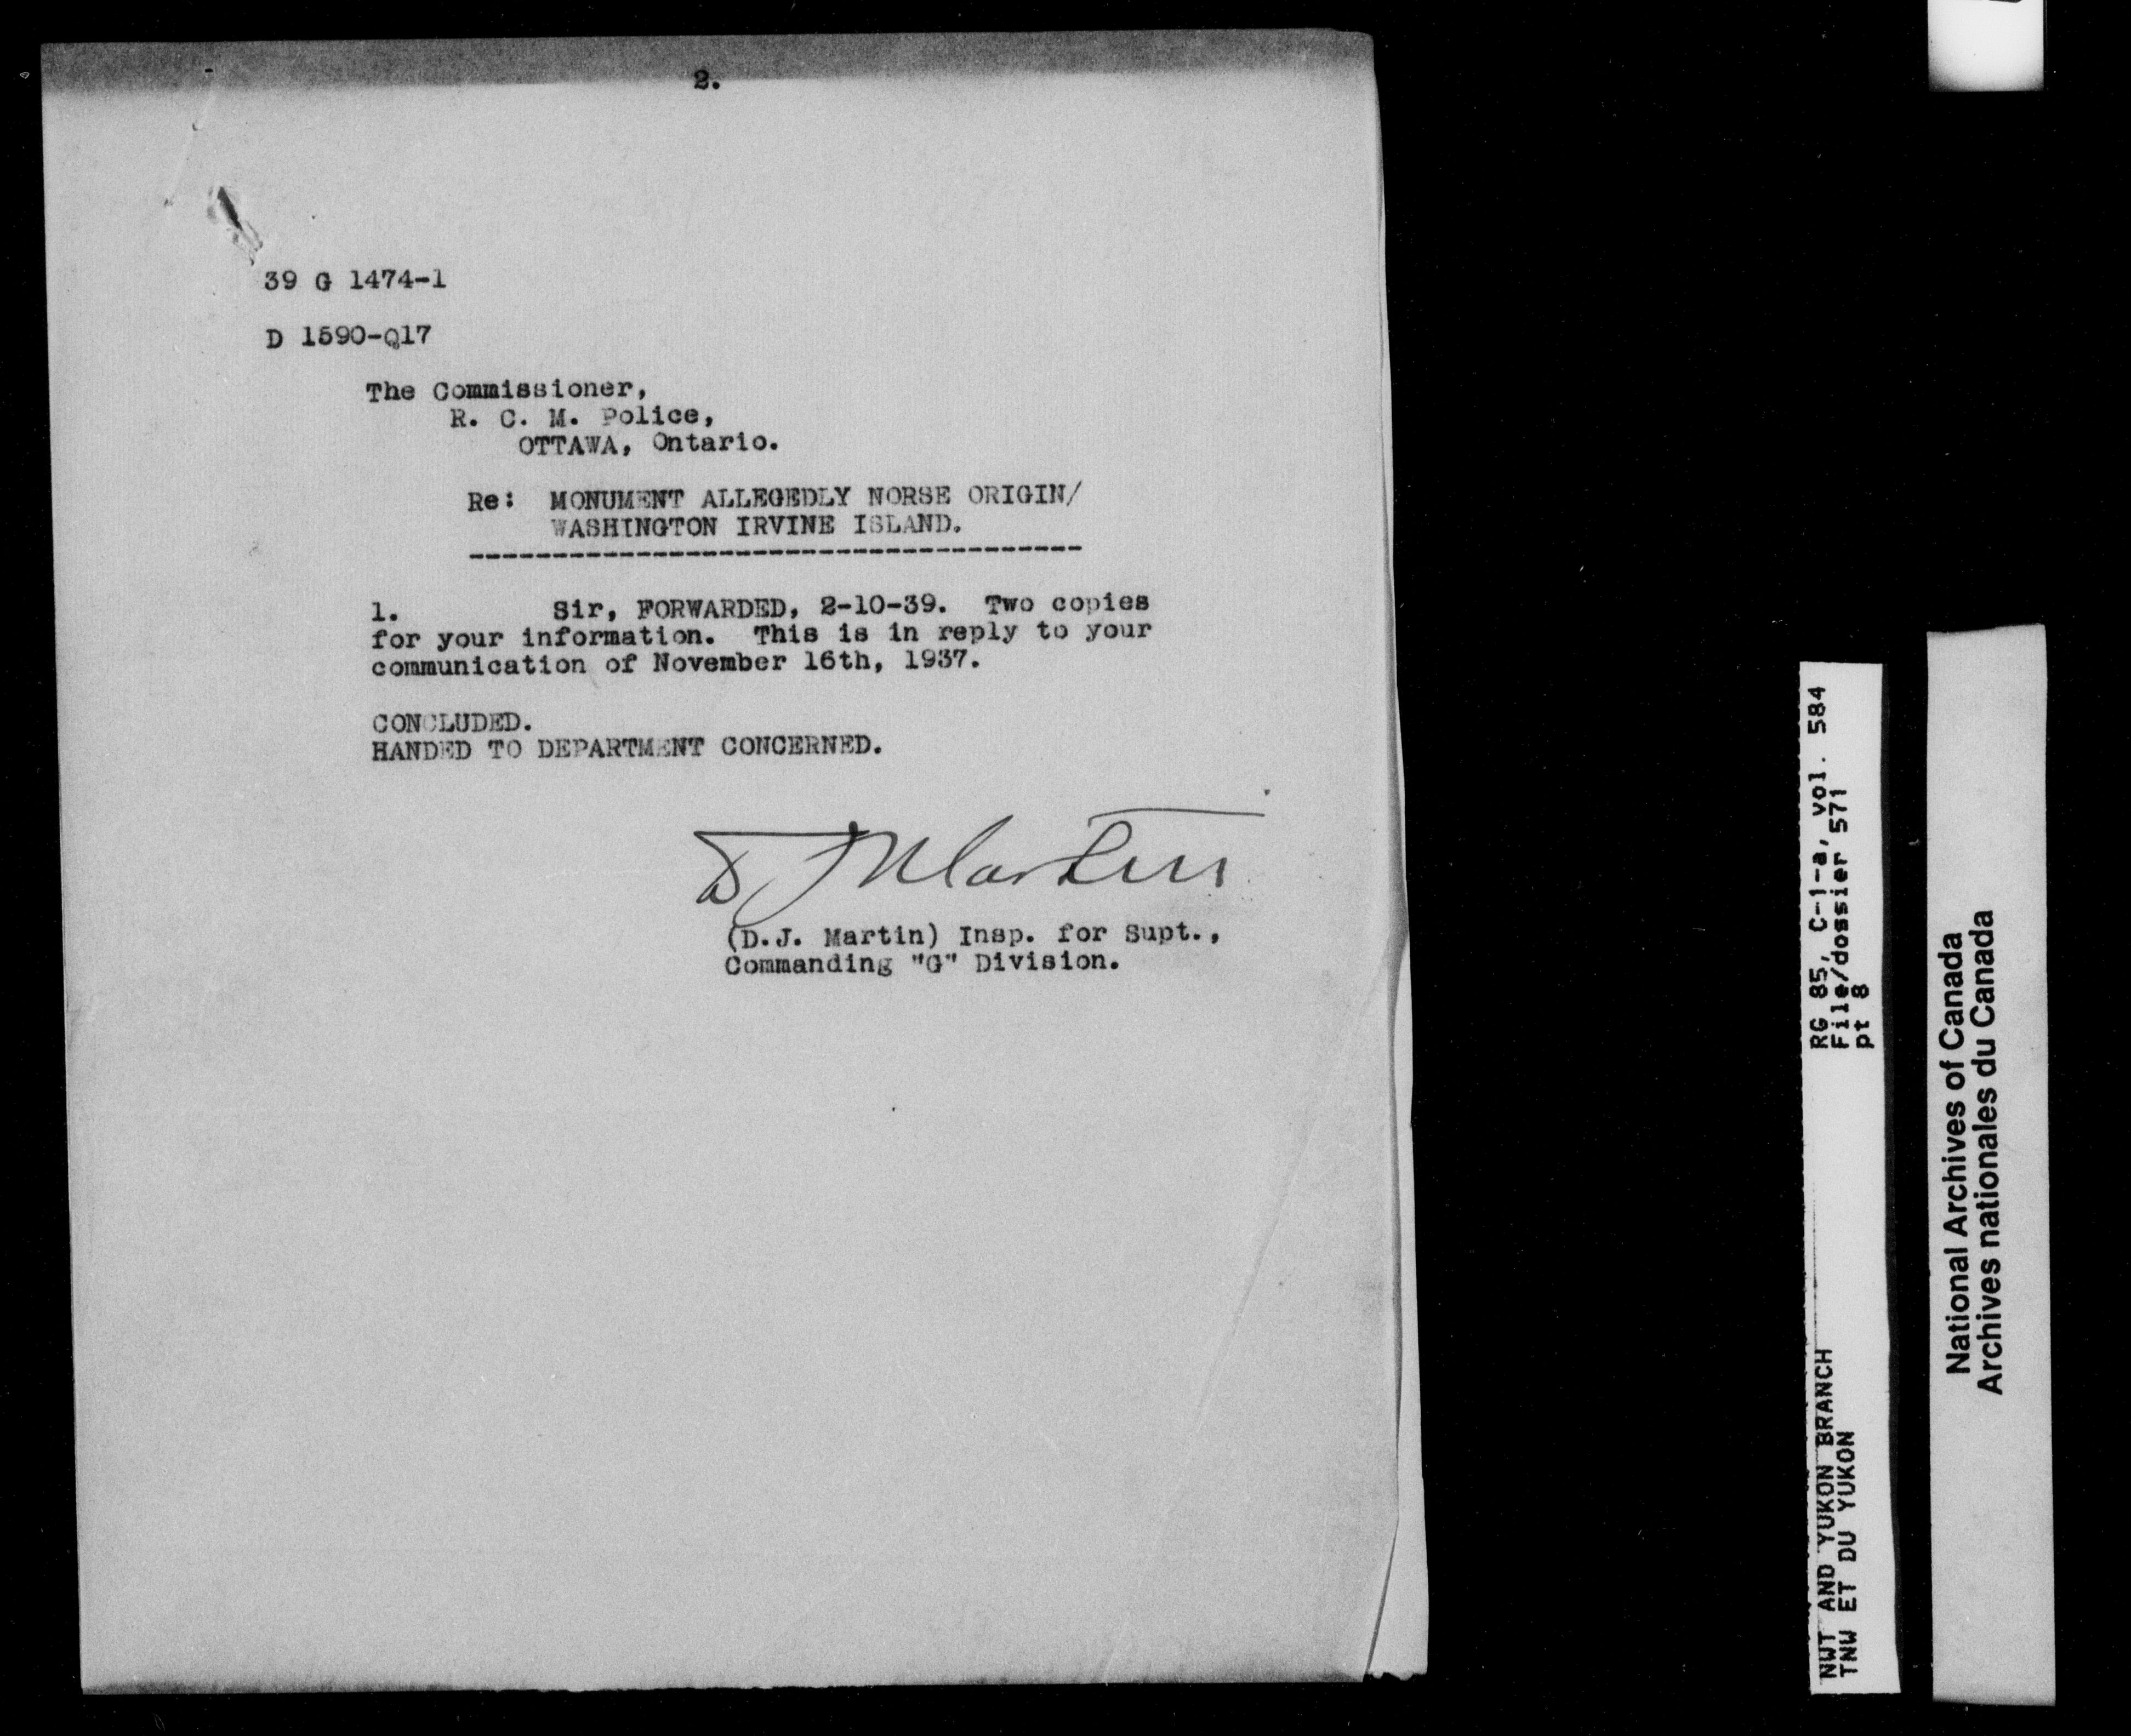 2.
39 G 1474-1
D 1590-Q17
The Commissioner,
R. C. M. Police,
OTTAWA, Ontario.
Re: MONUMENT ALLEGEDLY NORSE ORIGIN/
WASHINGTON IRVINE ISLAND.
1. Sir, FORWARDED, 2-10-39. Two copies
for your information. This is in reply to your
communication of November 16th, 1937.
CONCLUDED.
HANDED TO DEPARTMENT CONCERNED.
D J Martin
(D.J. Martin) Insp. for Supt.,
Commanding "G" Division.
RG 85, C-1-a, vol. 584
File/dossier 571
pt 8
NWT AND YUKON BRANCH
TNW ET DU YUKON
National Archives of Canada
Archives nationales du Canada